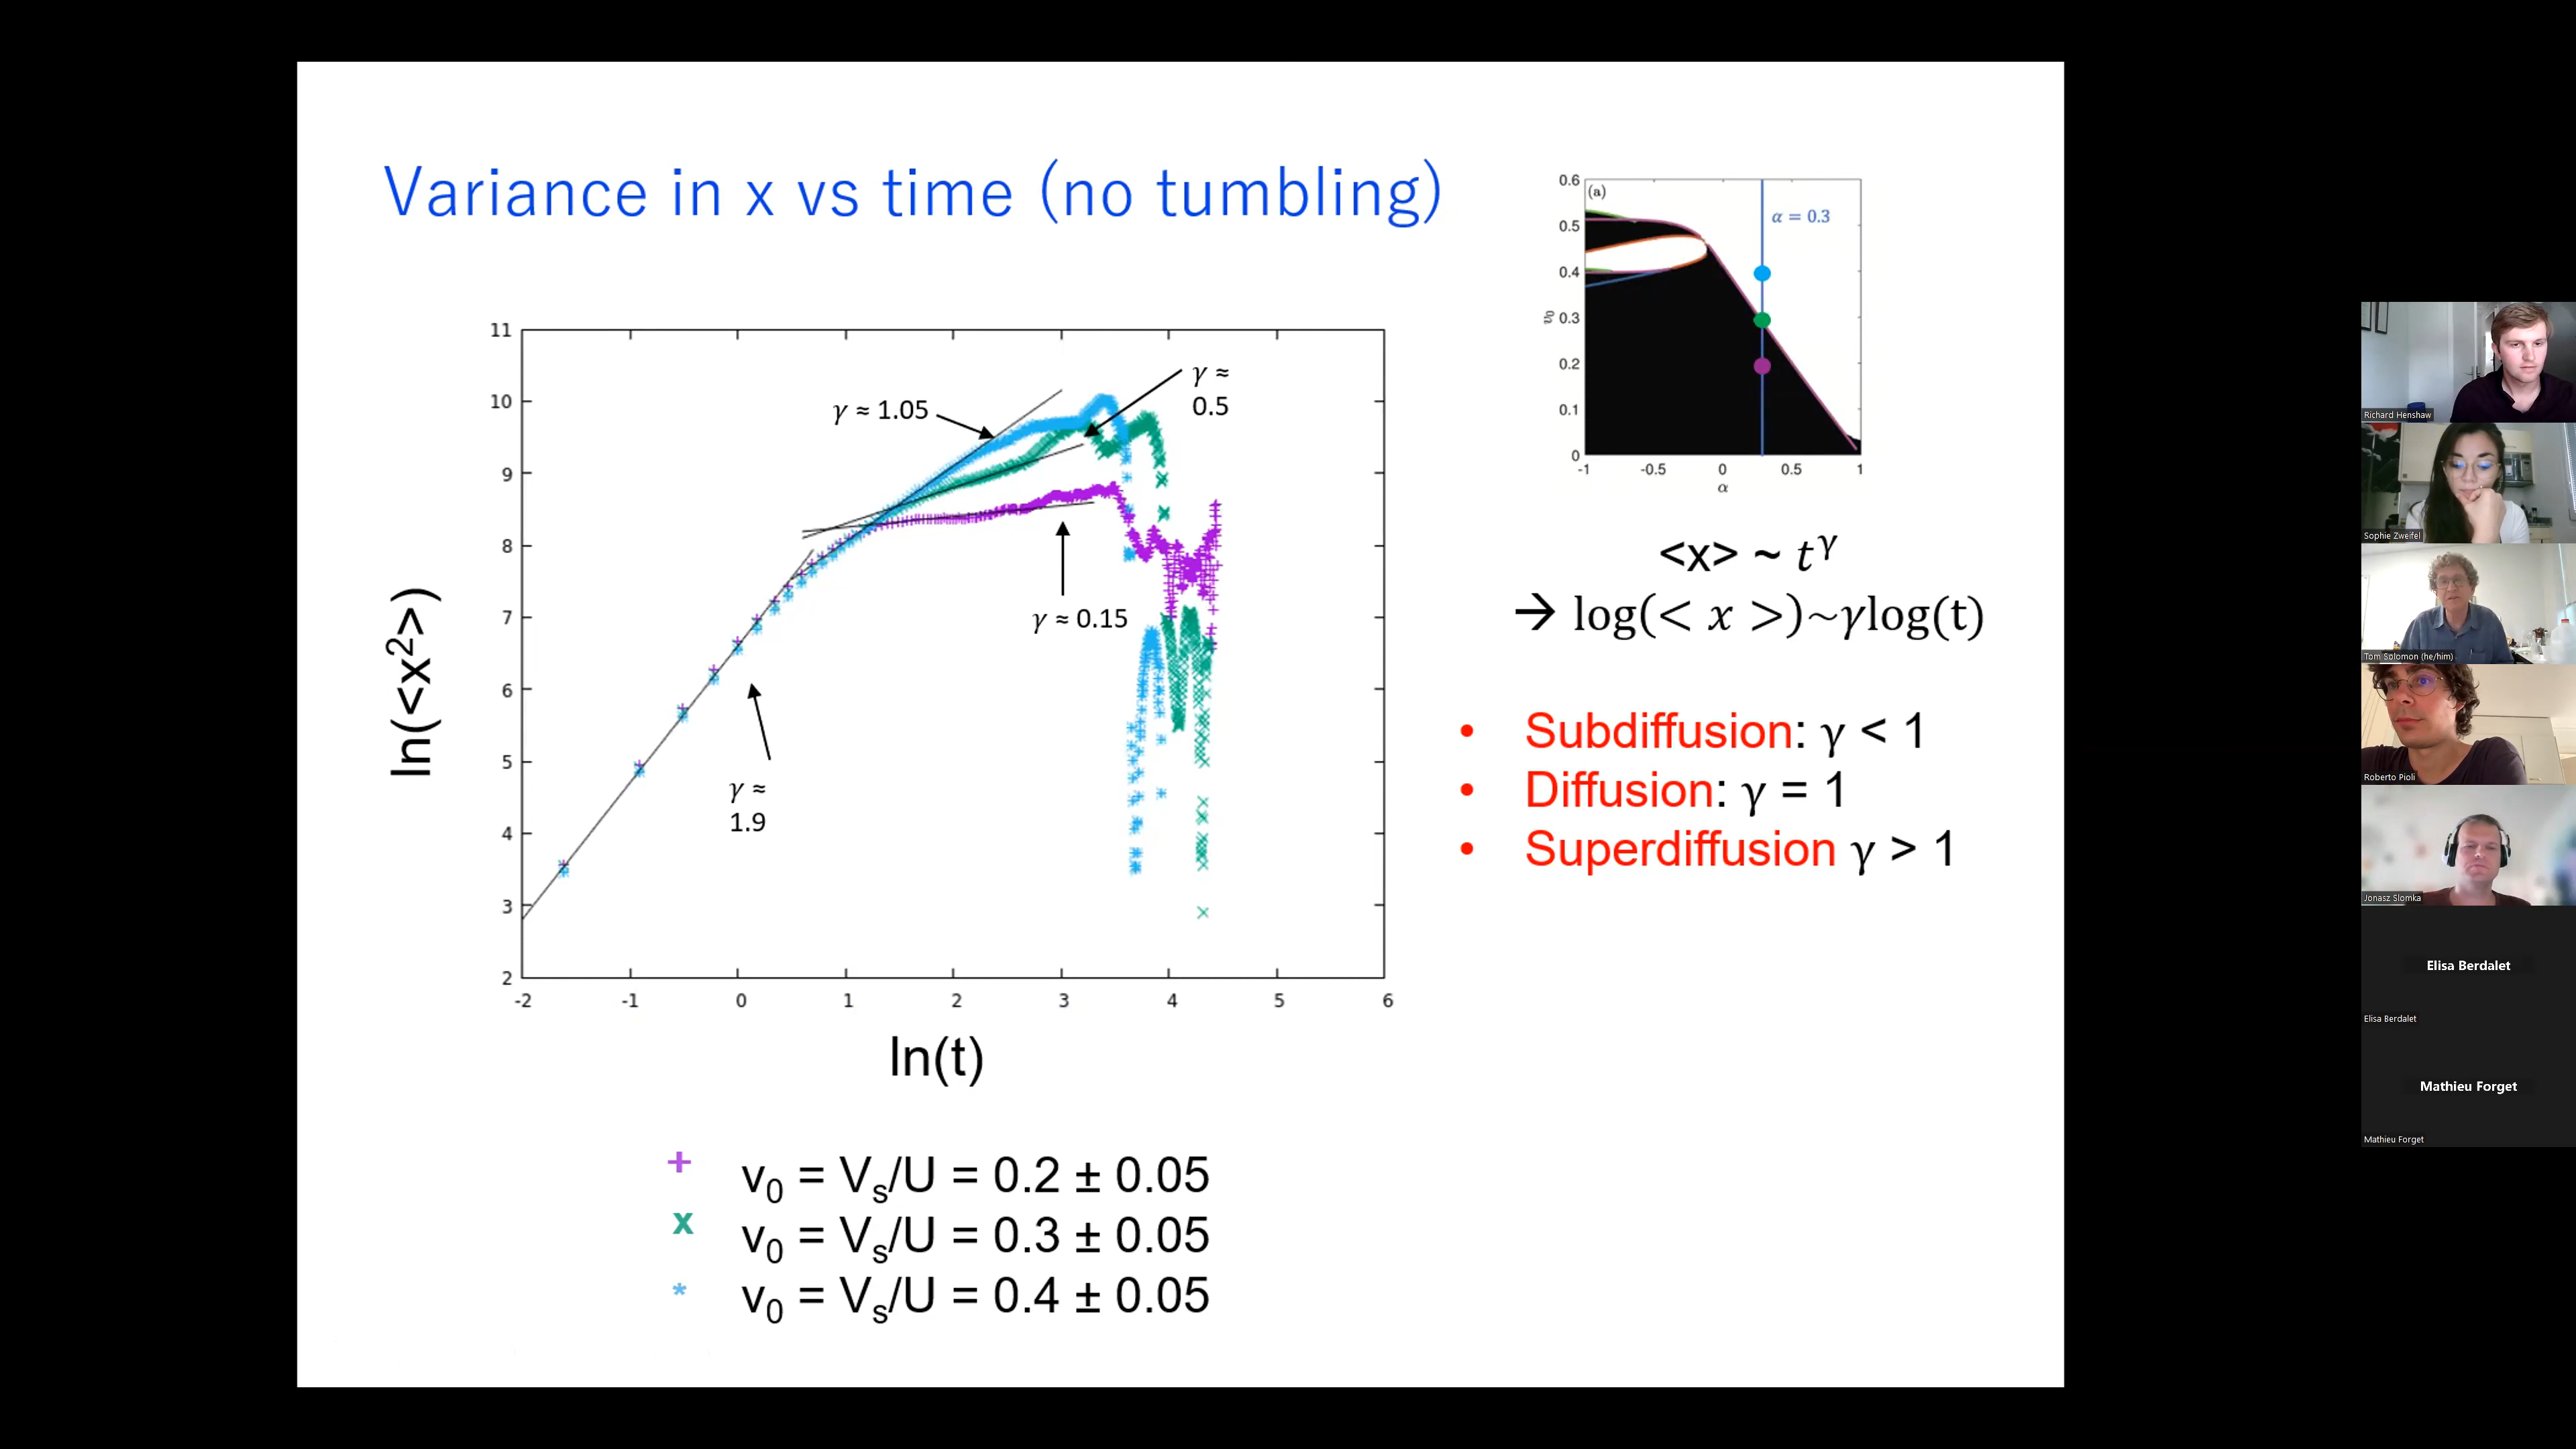 Variance in x vs time (no tumbling)
ln(<x²>)
11
10
9
8
7
6
5
4
3
2
-2
-1
0
1
2
3
4
5
6
ln(t)
γ ≈ 1.05
γ ≈
0.5
γ ≈ 0.15
γ ≈
1.9
+ v₀ = Vₛ/U = 0.2 ± 0.05
x v₀ = Vₛ/U = 0.3 ± 0.05
* v₀ = Vₛ/U = 0.4 ± 0.05
(a)
α = 0.3
v₀
0.6
0.5
0.4
0.3
0.2
0.1
0
-1
-0.5
0
0.5
1
α
<x> ~ t^γ
→ log(< x >)~γlog(t)
• Subdiffusion: γ < 1
• Diffusion: γ = 1
• Superdiffusion γ > 1
Richard Henshaw
Sophie Zweifel
Tom Solomon (he/him)
Roberto Pioli
Jonasz Slomka
Elisa Berdalet
Elisa Berdalet
Mathieu Forget
Mathieu Forget